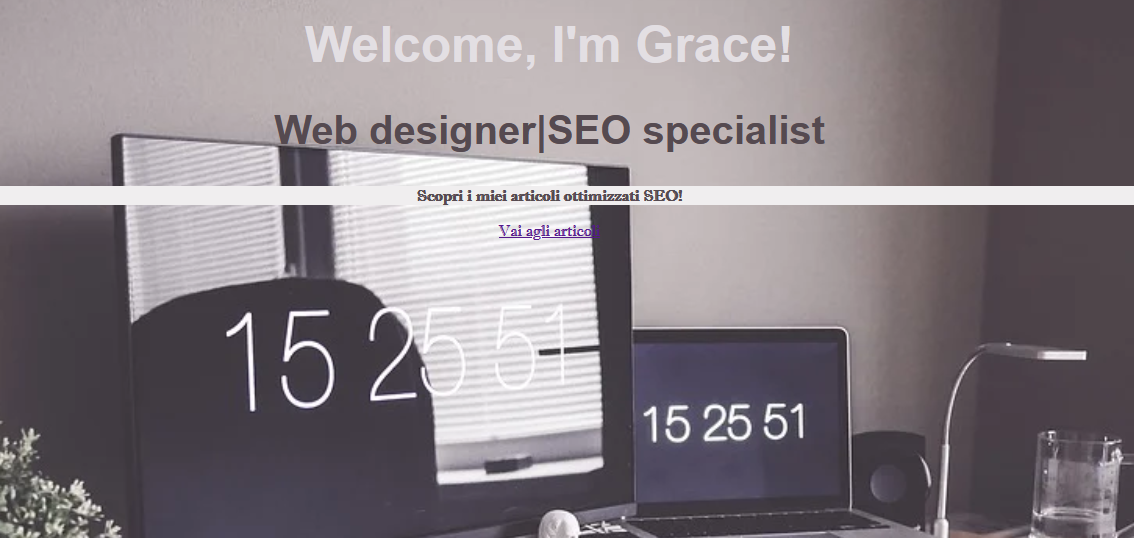 Welcome, I'm Grace!
Web designer|SEO specialist
Scopri i miei articoli ottimizzati SEO!
Vai agli articoli
15 25 51
15 25 51